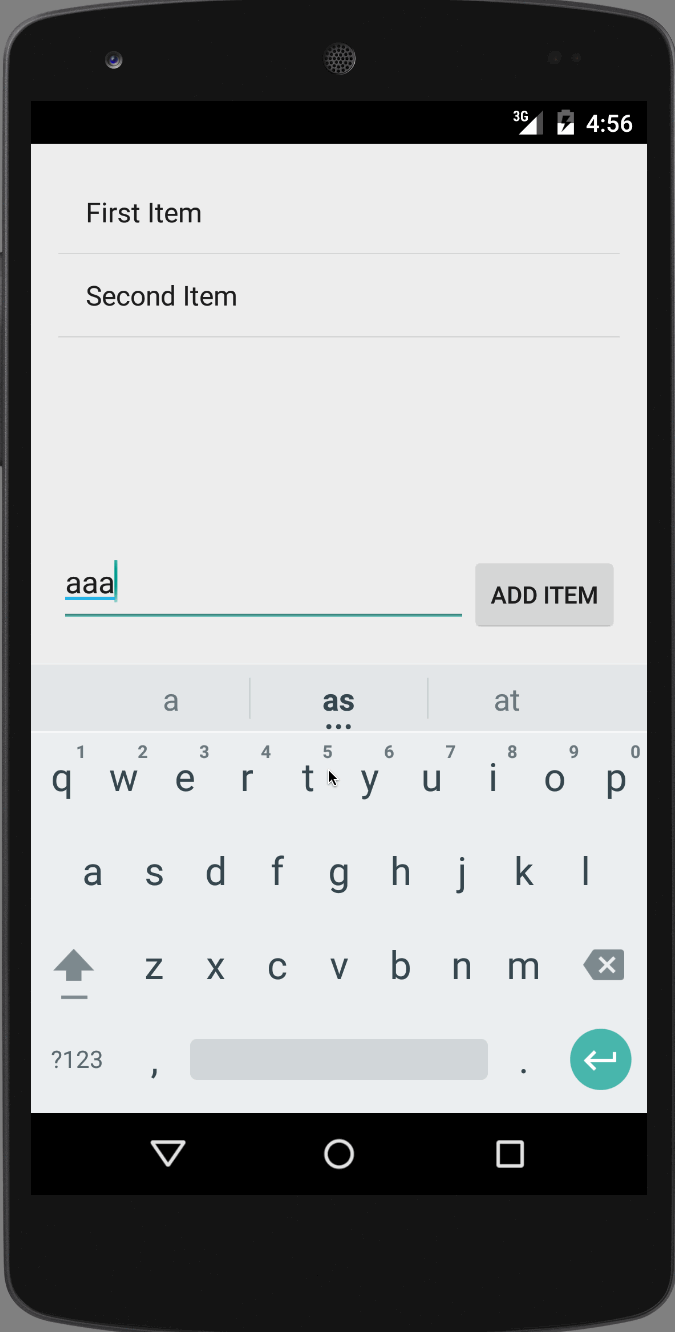 3G 4:56
First Item
Second Item
aaa ADD ITEM
a as at
1 2 3 4 5 6 7 8 9 0
q w e r t y u i o p
a s d f g h j k l
z x c v b n m
?123 , .